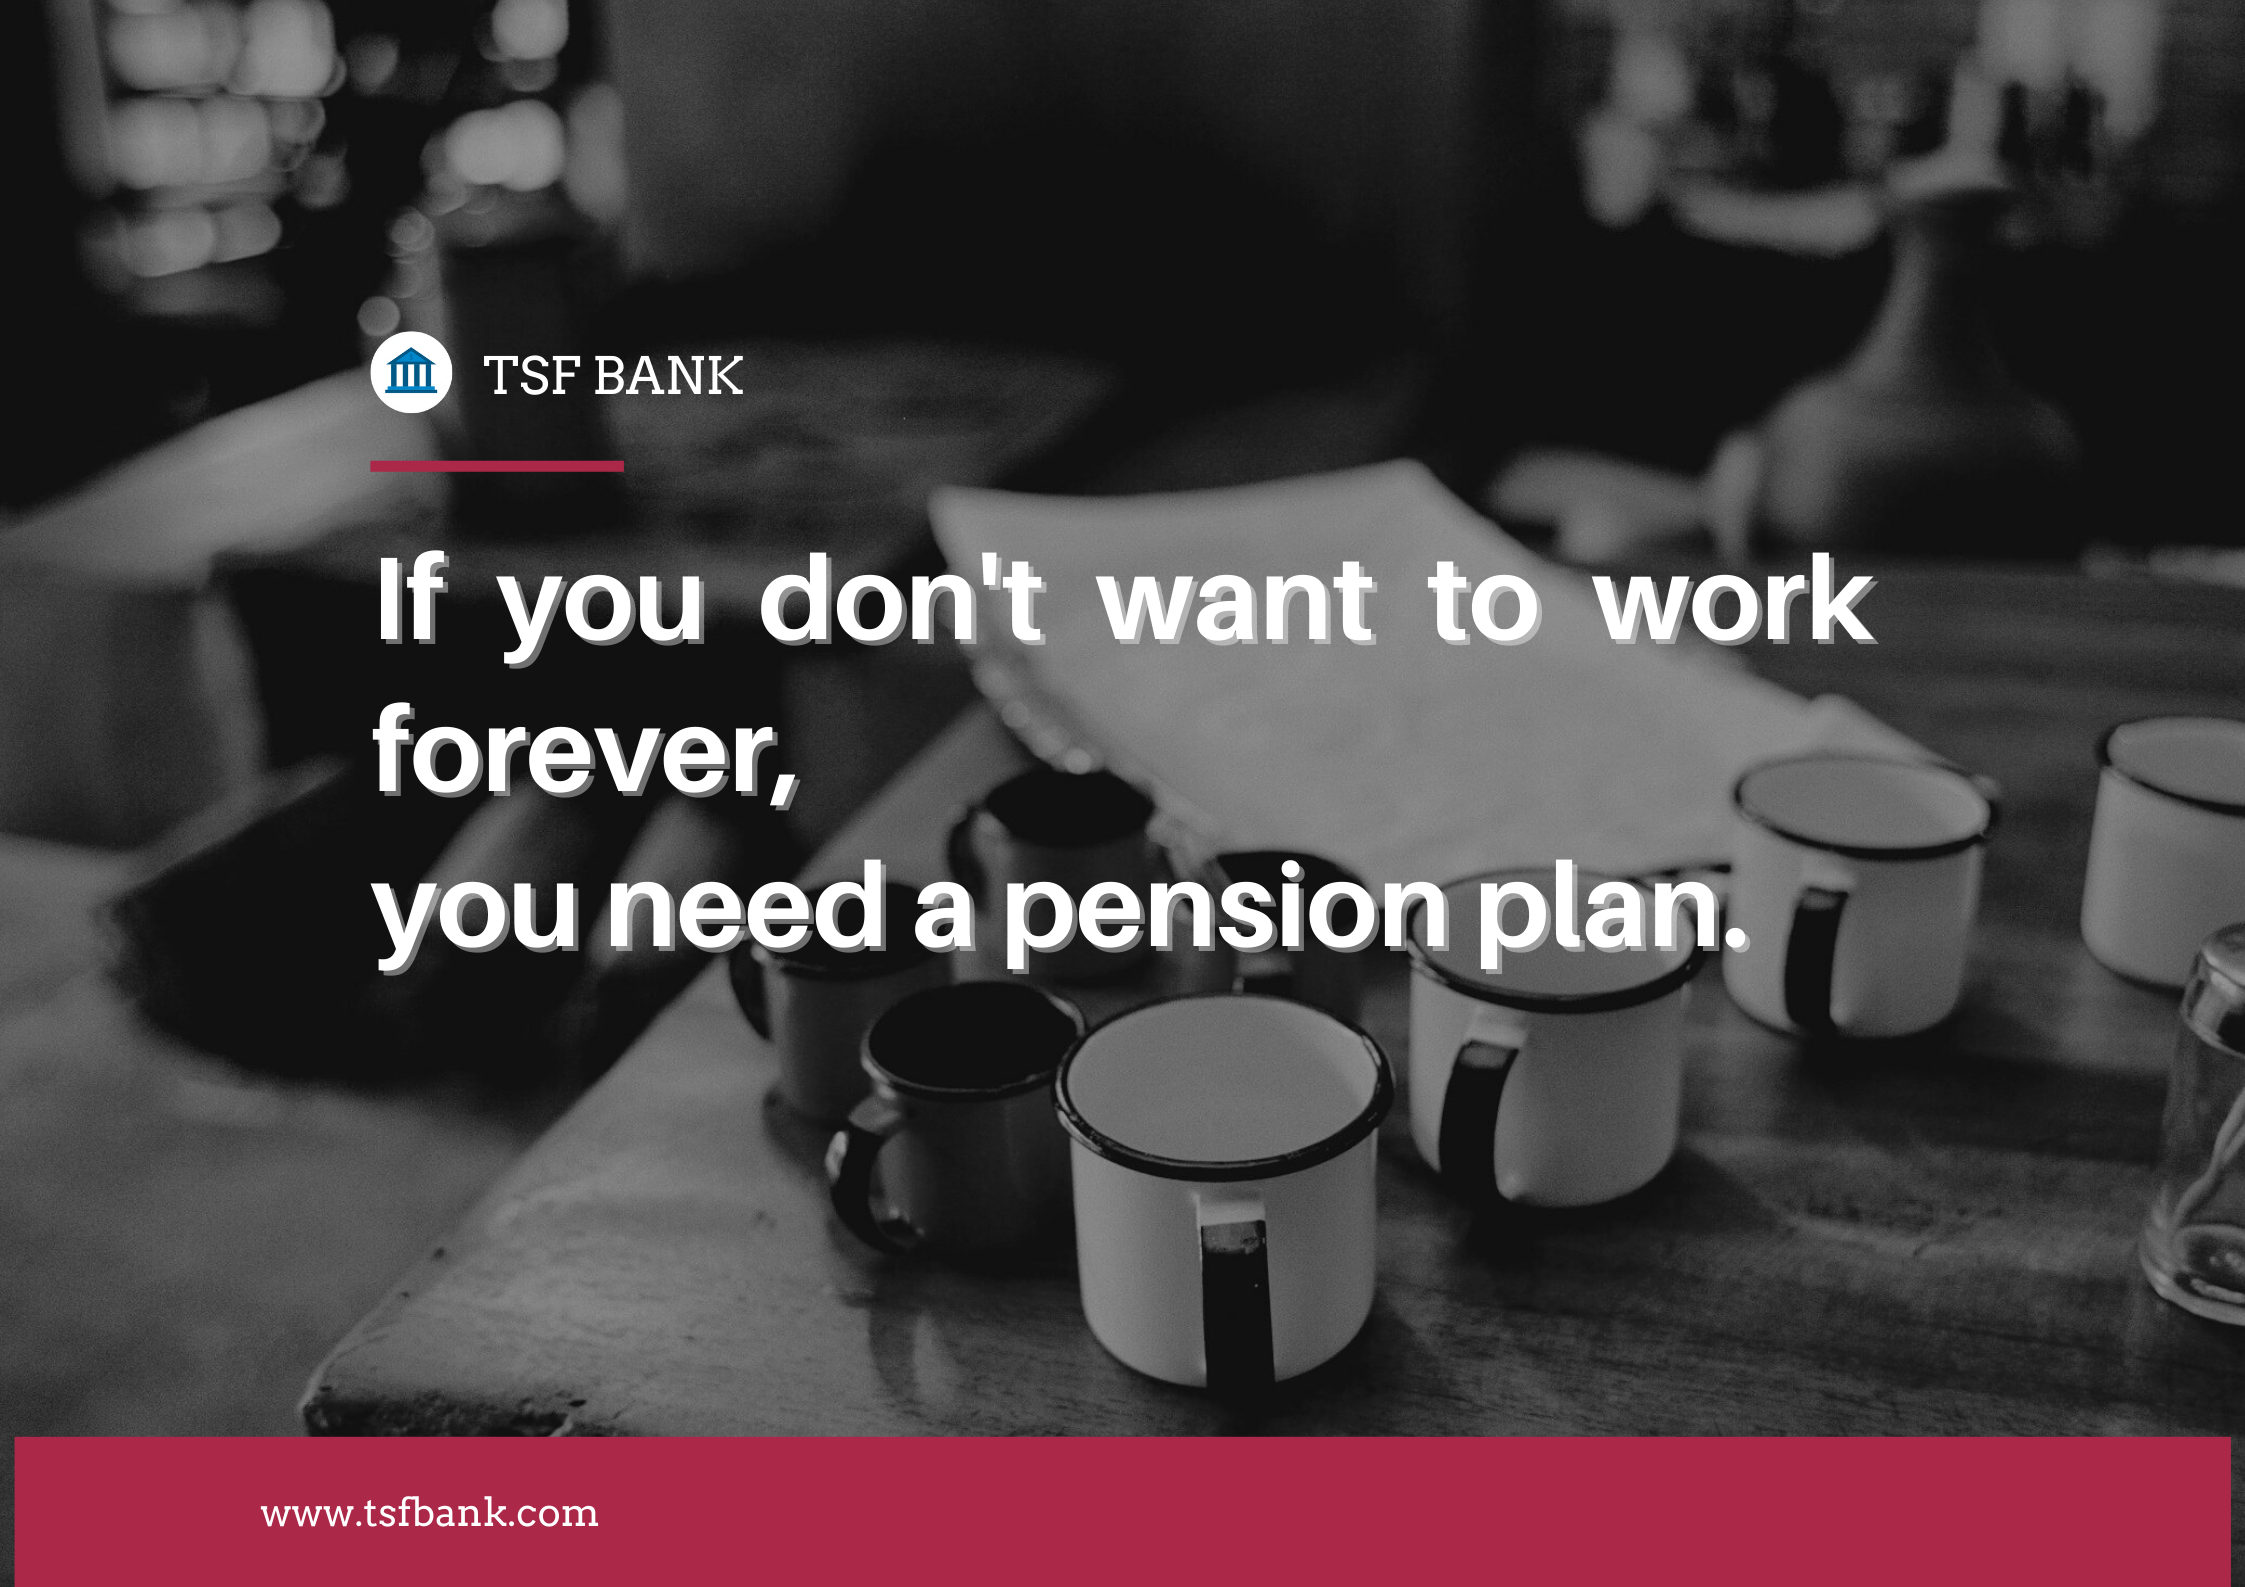 TSF BANK
If you don't want to work
forever,
you need a pension plan.
www.tsfbank.com